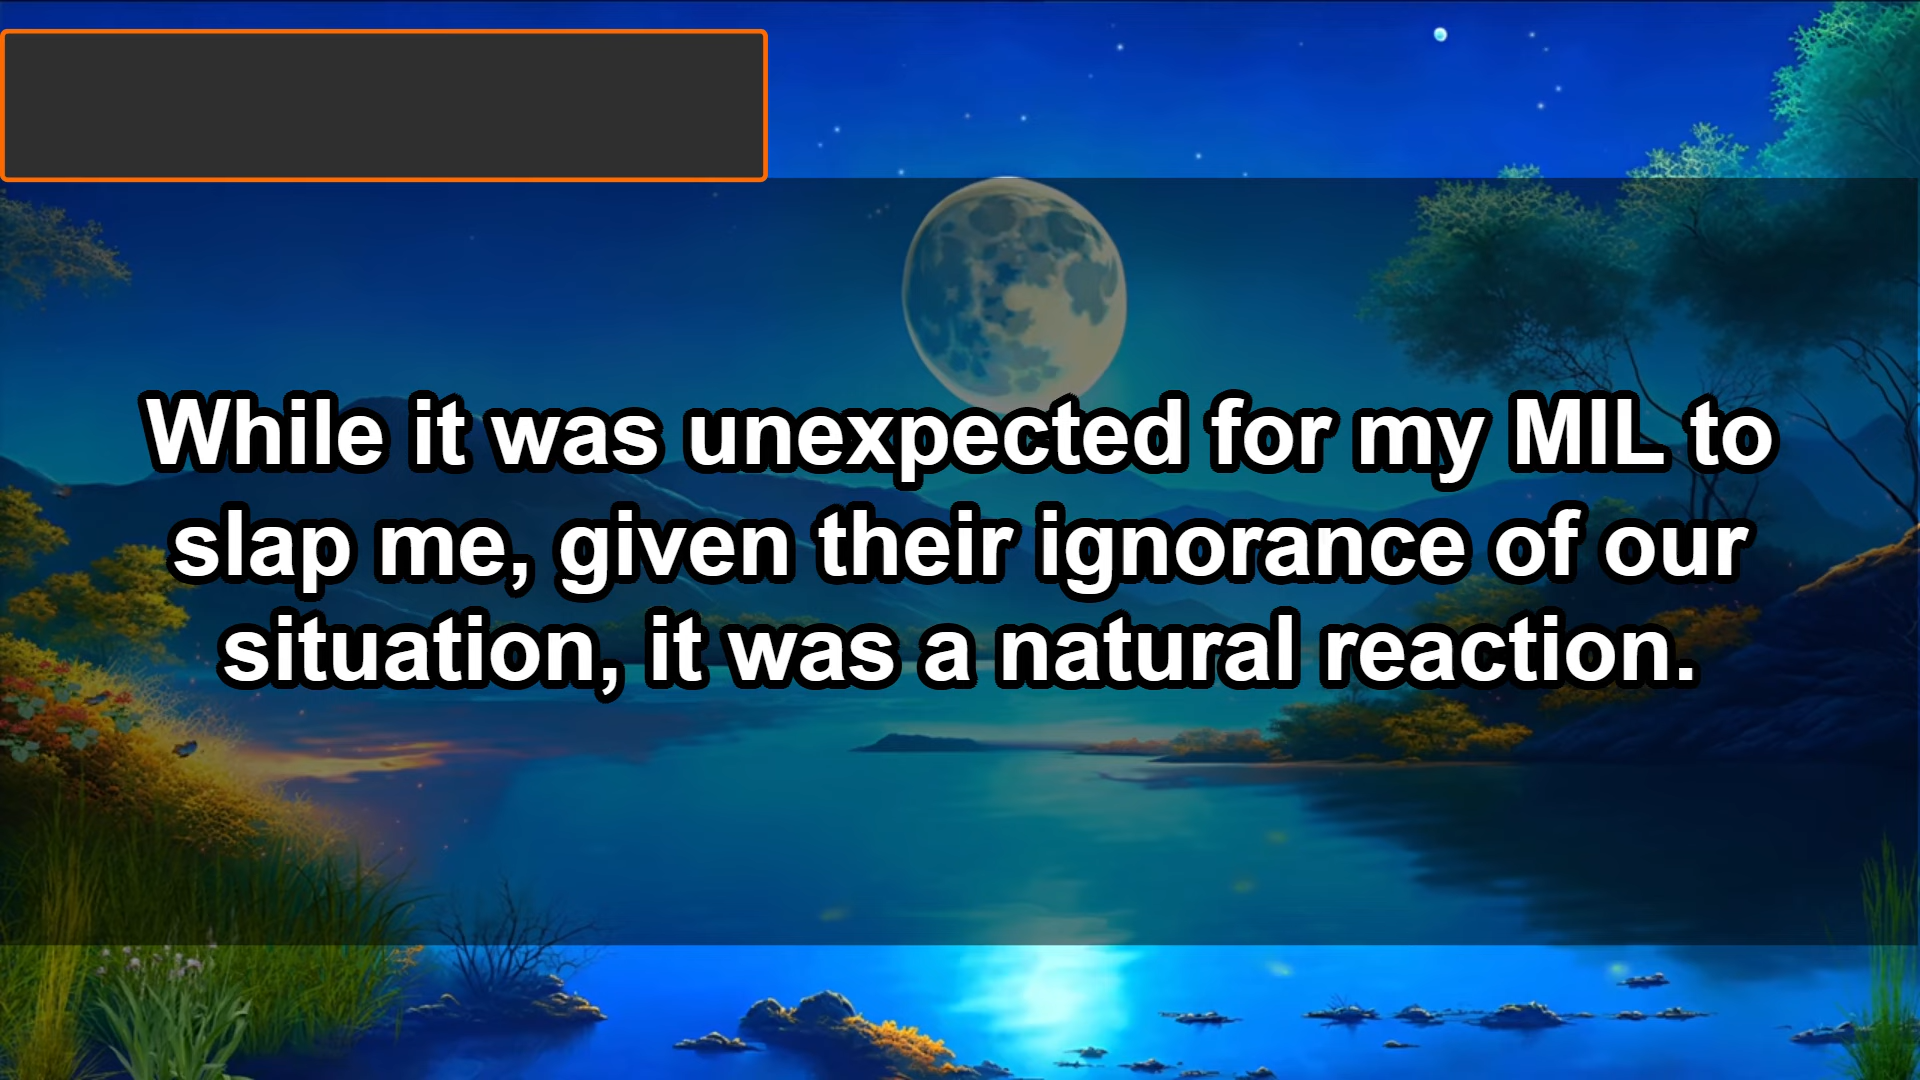 While it was unexpected for my MIL to
slap me, given their ignorance of our
situation, it was a natural reaction.